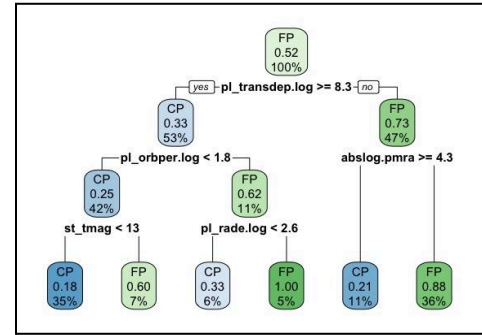 FP
0.52
100%
yes pl_transdep.log >= 8.3 no
CP
0.33
53%
FP
0.73
47%
pl_orbper.log < 1.8
abslog.pmra >= 4.3
CP
0.25
42%
FP
0.62
11%
st_tmag < 13
pl_rade.log < 2.6
CP
0.18
35%
FP
0.60
7%
CP
0.33
6%
FP
1.00
5%
CP
0.21
11%
FP
0.88
36%